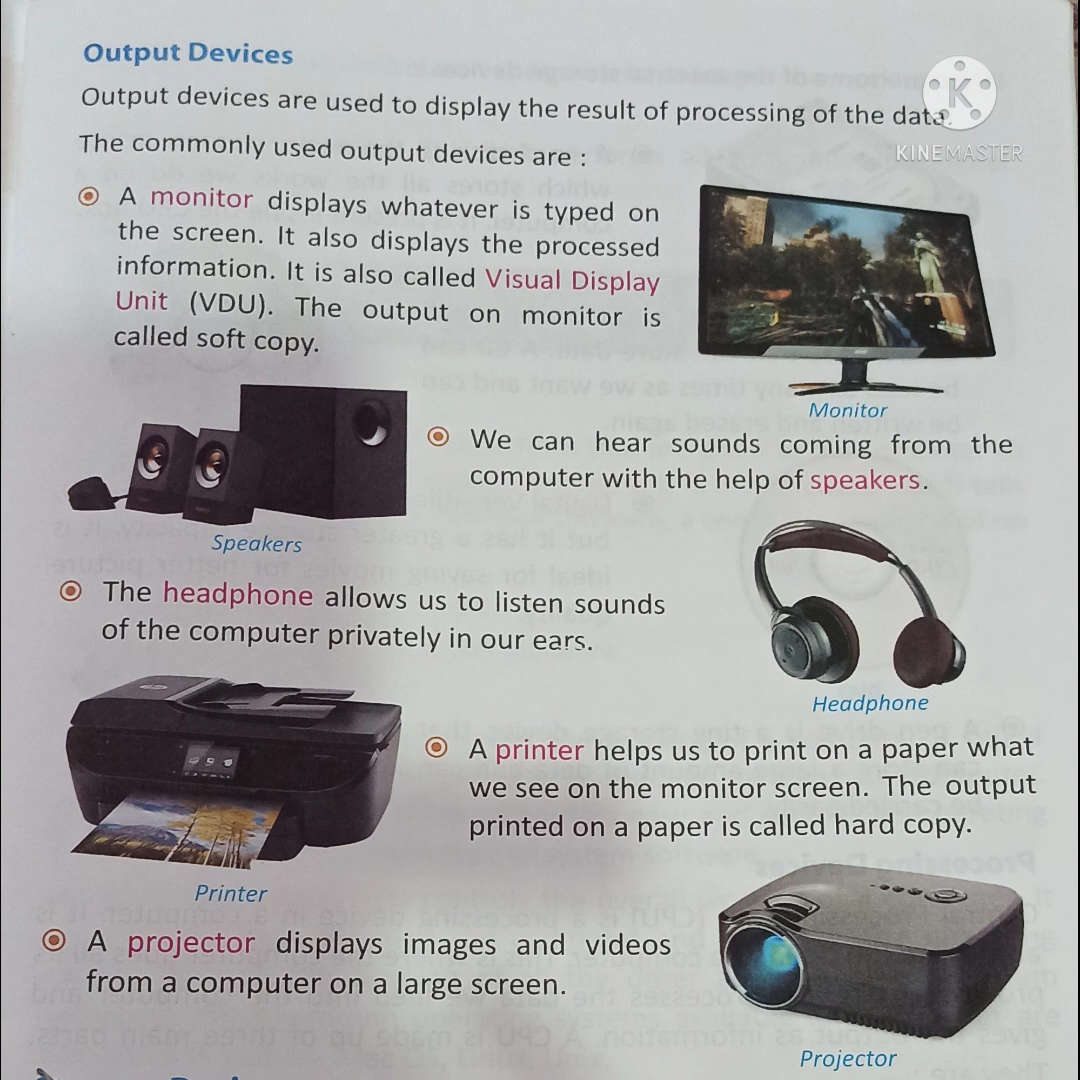 Output Devices
Output devices are used to display the result of processing of the data.
K
KINEMASTER
The commonly used output devices are :
A monitor displays whatever is typed on
the screen. It also displays the processed
information. It is also called Visual Display
Unit (VDU). The output on monitor is
called soft copy.
Monitor
We can hear sounds coming from the
computer with the help of speakers.
Speakers
The headphone allows us to listen sounds
of the computer privately in our ears.
Headphone
A printer helps us to print on a paper what
we see on the monitor screen. The output
printed on a paper is called hard copy.
Printer
A projector displays images and videos
from a computer on a large screen.
Projector